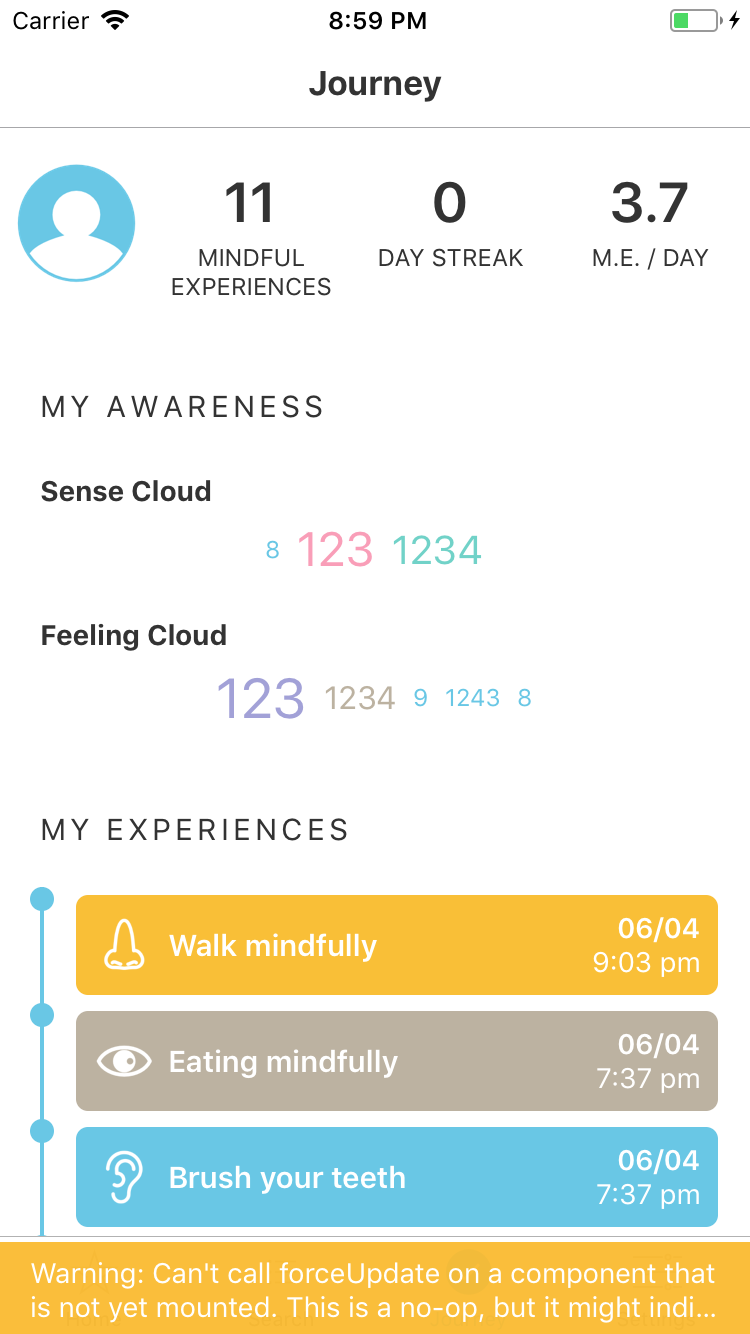 Carrier 8:59 PM
Journey
11 0 3.7
MINDFUL DAY STREAK M.E. / DAY
EXPERIENCES
MY AWARENESS
Sense Cloud
8 123 1234
Feeling Cloud
123 1234 9 1243 8
MY EXPERIENCES
Walk mindfully 06/04
9:03 pm
Eating mindfully 06/04
7:37 pm
Brush your teeth 06/04
7:37 pm
Warning: Can't call forceUpdate on a component that
is not yet mounted. This is a no-op, but it might indi...